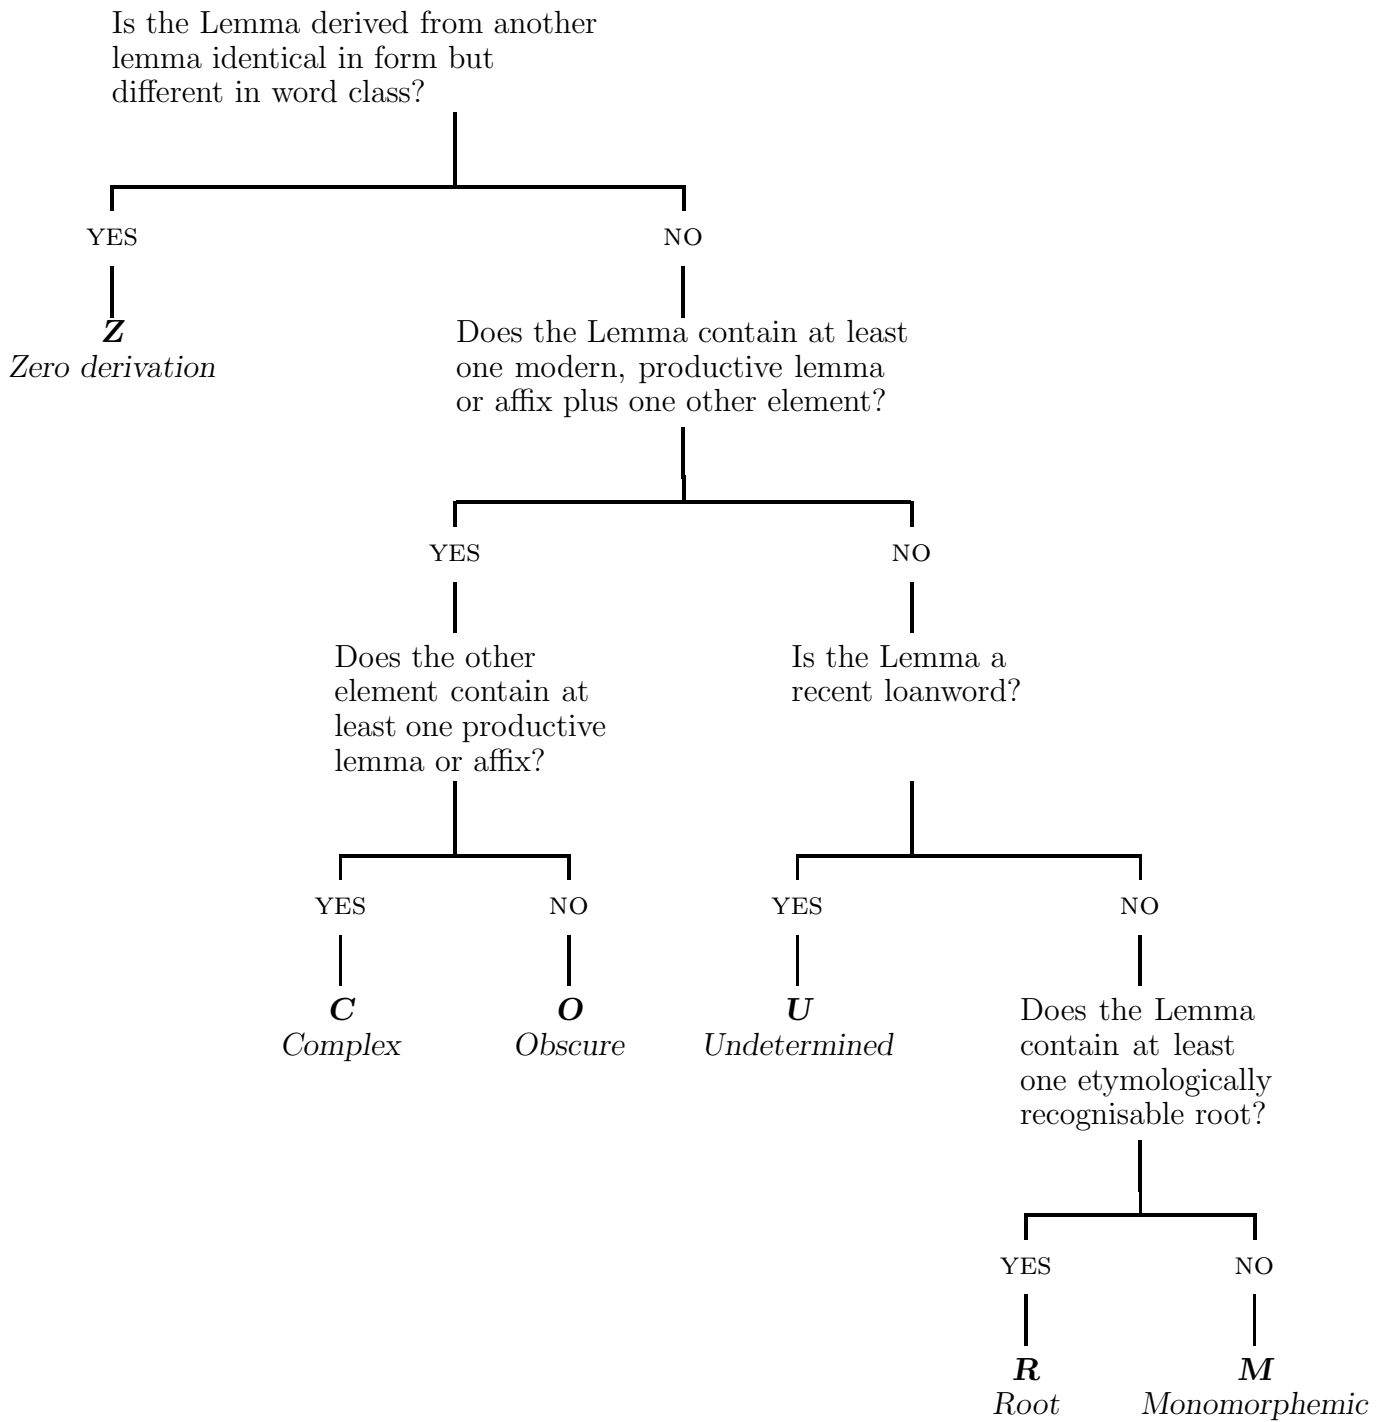 Is the Lemma derived from another
lemma identical in form but
different in word class?
YES
NO
Z
Zero derivation
Does the Lemma contain at least
one modern, productive lemma
or affix plus one other element?
YES
NO
Does the other
element contain at
least one productive
lemma or affix?
Is the Lemma a
recent loanword?
YES
NO
YES
NO
C
Complex
O
Obscure
U
Undetermined
Does the Lemma
contain at least
one etymologically
recognisable root?
YES
NO
R
Root
M
Monomorphemic